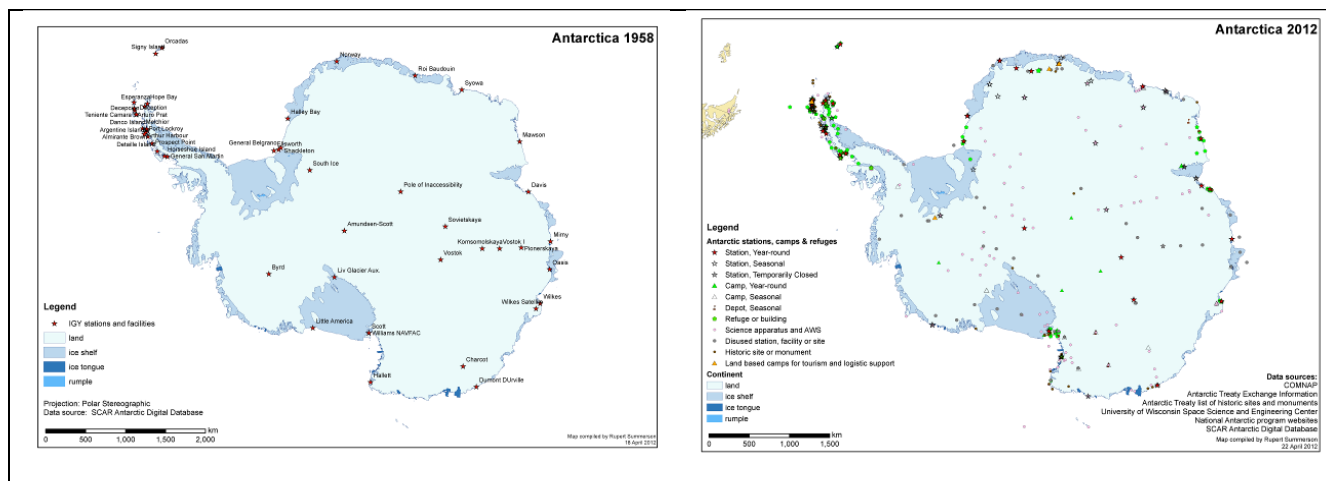 Antarctica 1958
Orcadas
Signy Island
Norway
Roi Baudouin
Syowa
Esperanza
Hope Bay
Deception
Teniente Camara
Arturo Prat
Danco Island
Melchior
Argentine Island
Port Lockroy
Almirante Brown
Arthur Harbour
Detaille Island
Prospect Point
Horseshoe Island
General San Martin
Halley Bay
General Belgrano
Ellsworth
Shackleton
South Ice
Mawson
Pole of Inaccessibility
Davis
Amundsen-Scott
Sovietskaya
Komsomolskaya
Vostok I
Pionerskaya
Mirny
Vostok
Oasis
Byrd
Liv Glacier Aux.
Wilkes
Wilkes Satellite
Little America
Scott
Williams NAVFAC
Hallett
Charcot
Dumont DUrville
Legend
IGY stations and facilities
land
ice shelf
ice tongue
rumple
Projection: Polar Stereographic
Data source: SCAR Antarctic Digital Database
km
0 500 1,000 1,500 2,000
Map compiled by Rupert Summerson
18 April 2012
Antarctica 2012
Legend
Antarctic stations, camps & refuges
Station, Year-round
Station, Seasonal
Station, Temporarily Closed
Camp, Year-round
Camp, Seasonal
Depot, Seasonal
Refuge or building
Science apparatus and AWS
Disused station, facility or site
Historic site or monument
Land based camps for tourism and logistic support
Continent
land
ice shelf
ice tongue
rumple
km
0 500 1,000 1,500
Data sources:
COMNAP
Antarctic Treaty Exchange Information
Antarctic Treaty list of historic sites and monuments
University of Wisconsin Space Science and Engineering Center
National Antarctic program websites
SCAR Antarctic Digital Database
Map compiled by Rupert Summerson
22 April 2012